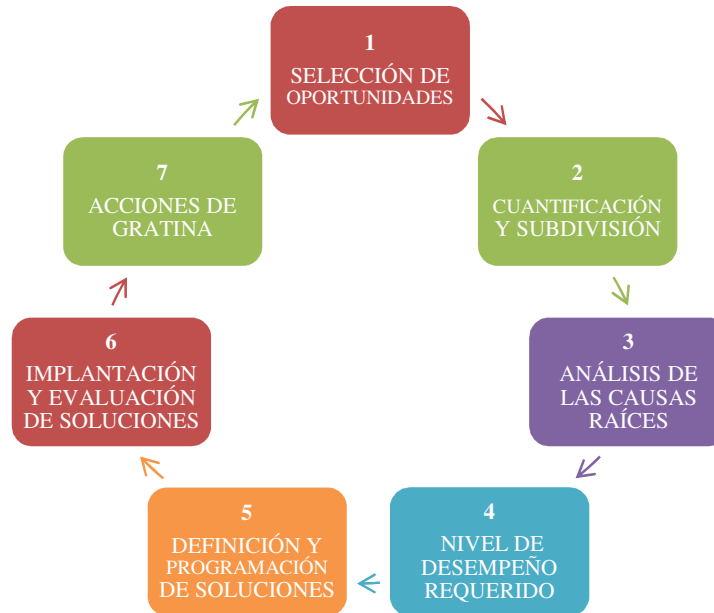 1
SELECCIÓN DE
OPORTUNIDADES
2
CUANTIFICACIÓN
Y SUBDIVISIÓN
3
ANÁLISIS DE
LAS CAUSAS
RAÍCES
4
NIVEL DE
DESEMPEÑO
REQUERIDO
5
DEFINICIÓN Y
PROGRAMACIÓN
DE SOLUCIONES
6
IMPLANTACIÓN
Y EVALUACIÓN
DE SOLUCIONES
7
ACCIONES DE
GRATINA